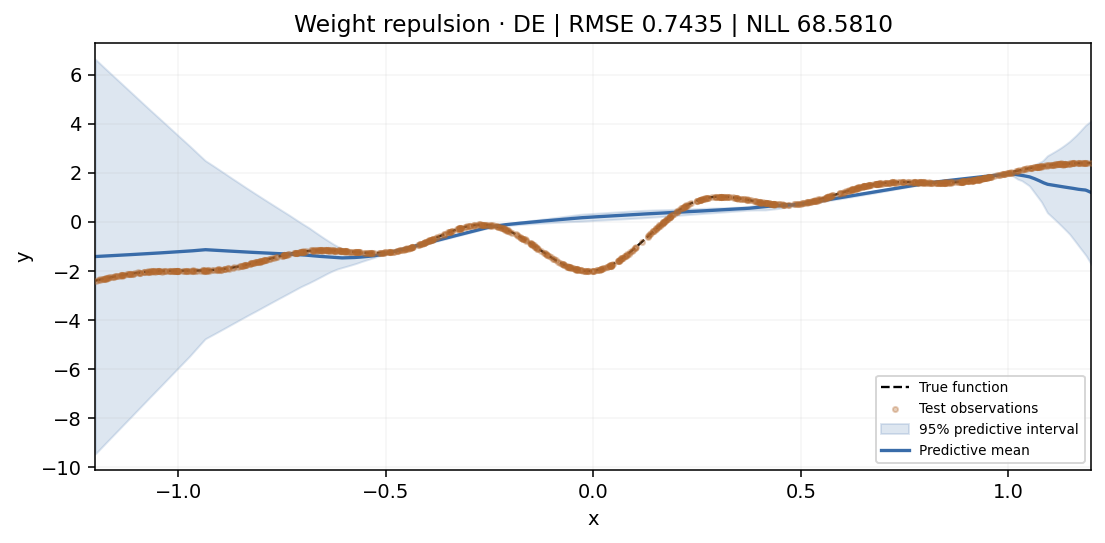 Weight repulsion · DE | RMSE 0.7435 | NLL 68.5810
6
4
2
0
−2
−4
−6
−8
−10
y
−1.0
−0.5
0.0
0.5
1.0
x
True function
Test observations
95% predictive interval
Predictive mean